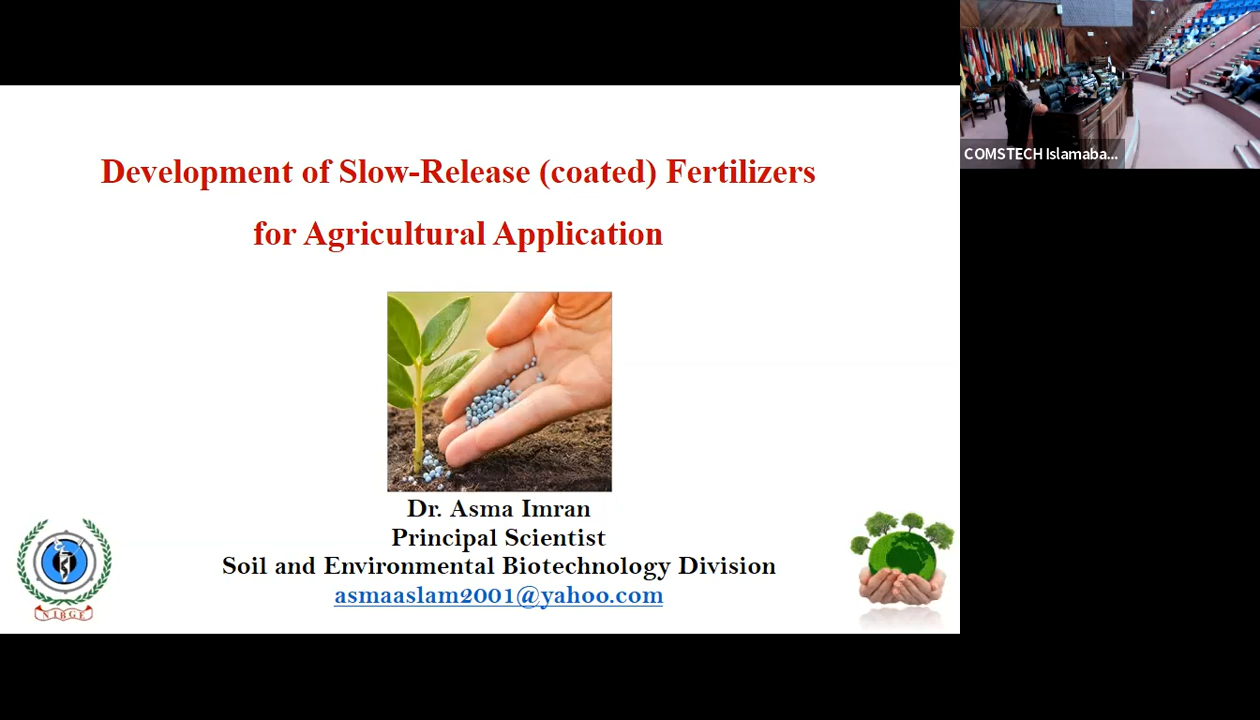 Development of Slow-Release (coated) Fertilizers
for Agricultural Application
Dr. Asma Imran
Principal Scientist
Soil and Environmental Biotechnology Division
asmaaslam2001@yahoo.com
NIBGE
COMSTECH Islamaba...